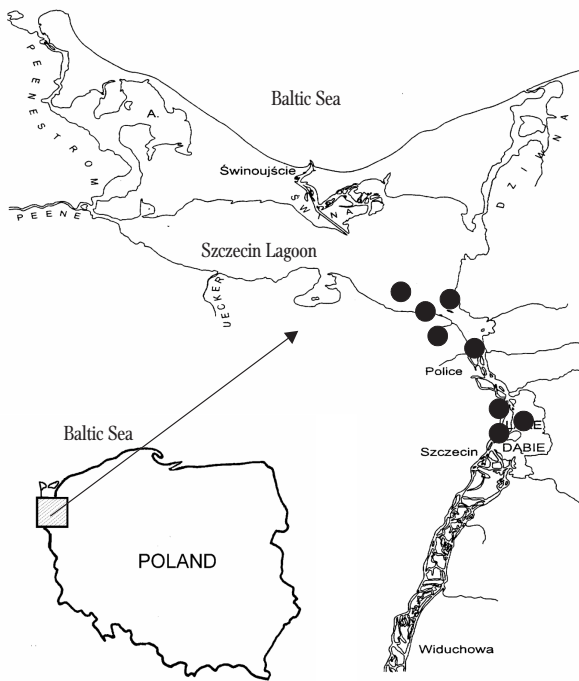 PEENESTROM
A.
Baltic Sea
DZIWNA
Świnoujście
ŚWINA
PEENE
Szczecin Lagoon
UECKER
B
Police
Baltic Sea
Szczecin
DĄBIE
POLAND
Widuchowa